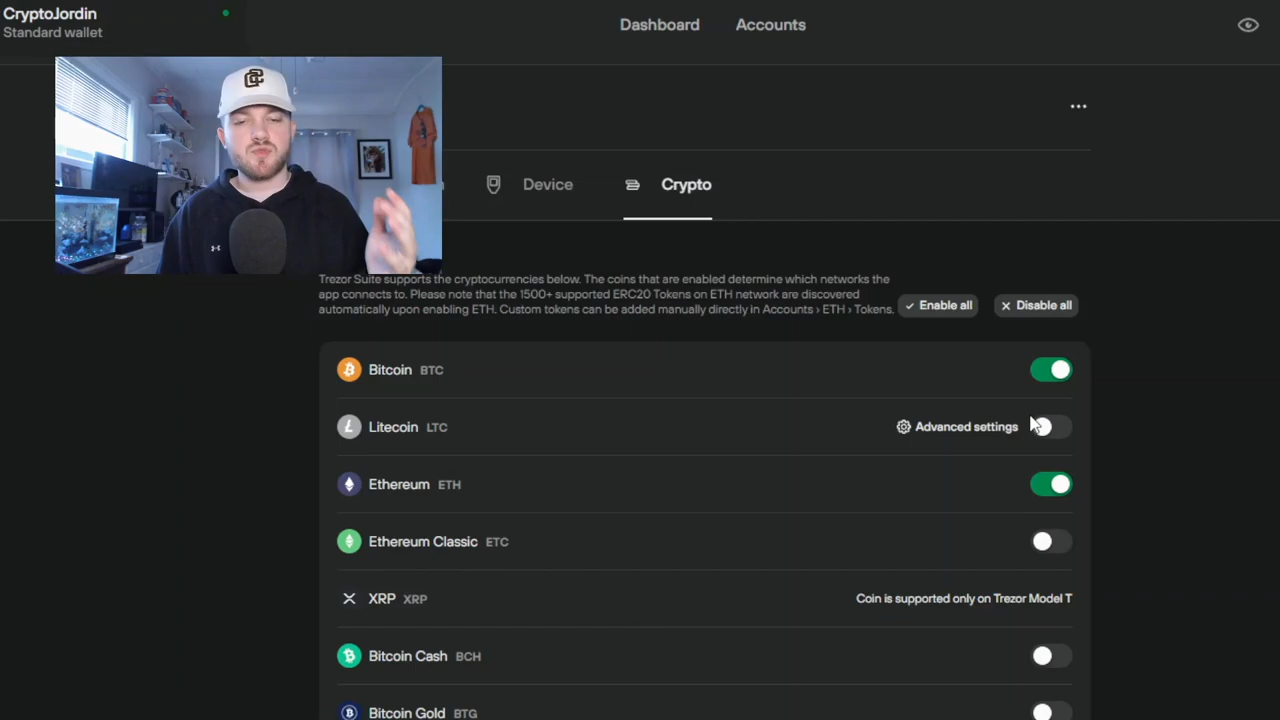 CryptoJordin
Standard wallet
Dashboard
Accounts
Device
Crypto
Trezor Suite supports the cryptocurrencies below. The coins that are enabled determine which networks the
app connects to. Please note that the 1500+ supported ERC20 Tokens on ETH network are discovered
automatically upon enabling ETH. Custom tokens can be added manually directly in Accounts › ETH › Tokens.
Enable all
Disable all
Bitcoin BTC
Litecoin LTC
Advanced settings
Ethereum ETH
Ethereum Classic ETC
XRP XRP
Coin is supported only on Trezor Model T
Bitcoin Cash BCH
Bitcoin Gold BTG